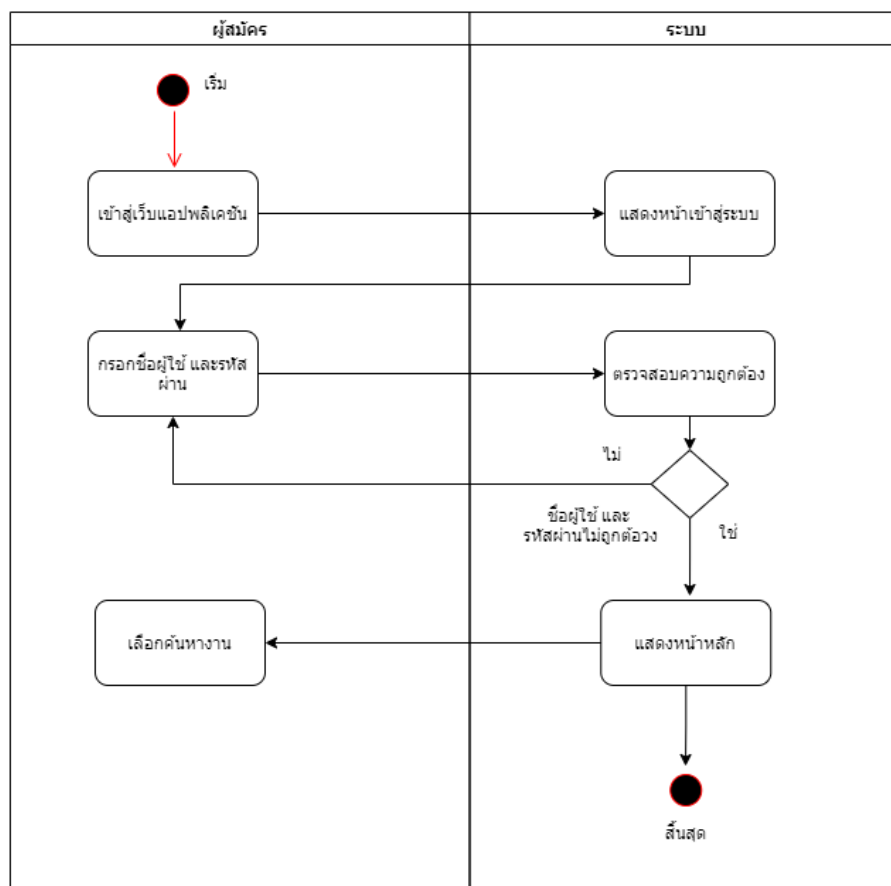 ผู้สมัคร
ระบบ
เริ่ม
เข้าสู่เว็บแอปพลิเคชัน
แสดงหน้าเข้าสู่ระบบ
กรอกชื่อผู้ใช้ และรหัส
ผ่าน
ตรวจสอบความถูกต้อง
ไม่
ชื่อผู้ใช้ และ
รหัสผ่านไม่ถูกต้อวง
ใช่
เลือกค้นหางาน
แสดงหน้าหลัก
สิ้นสุด